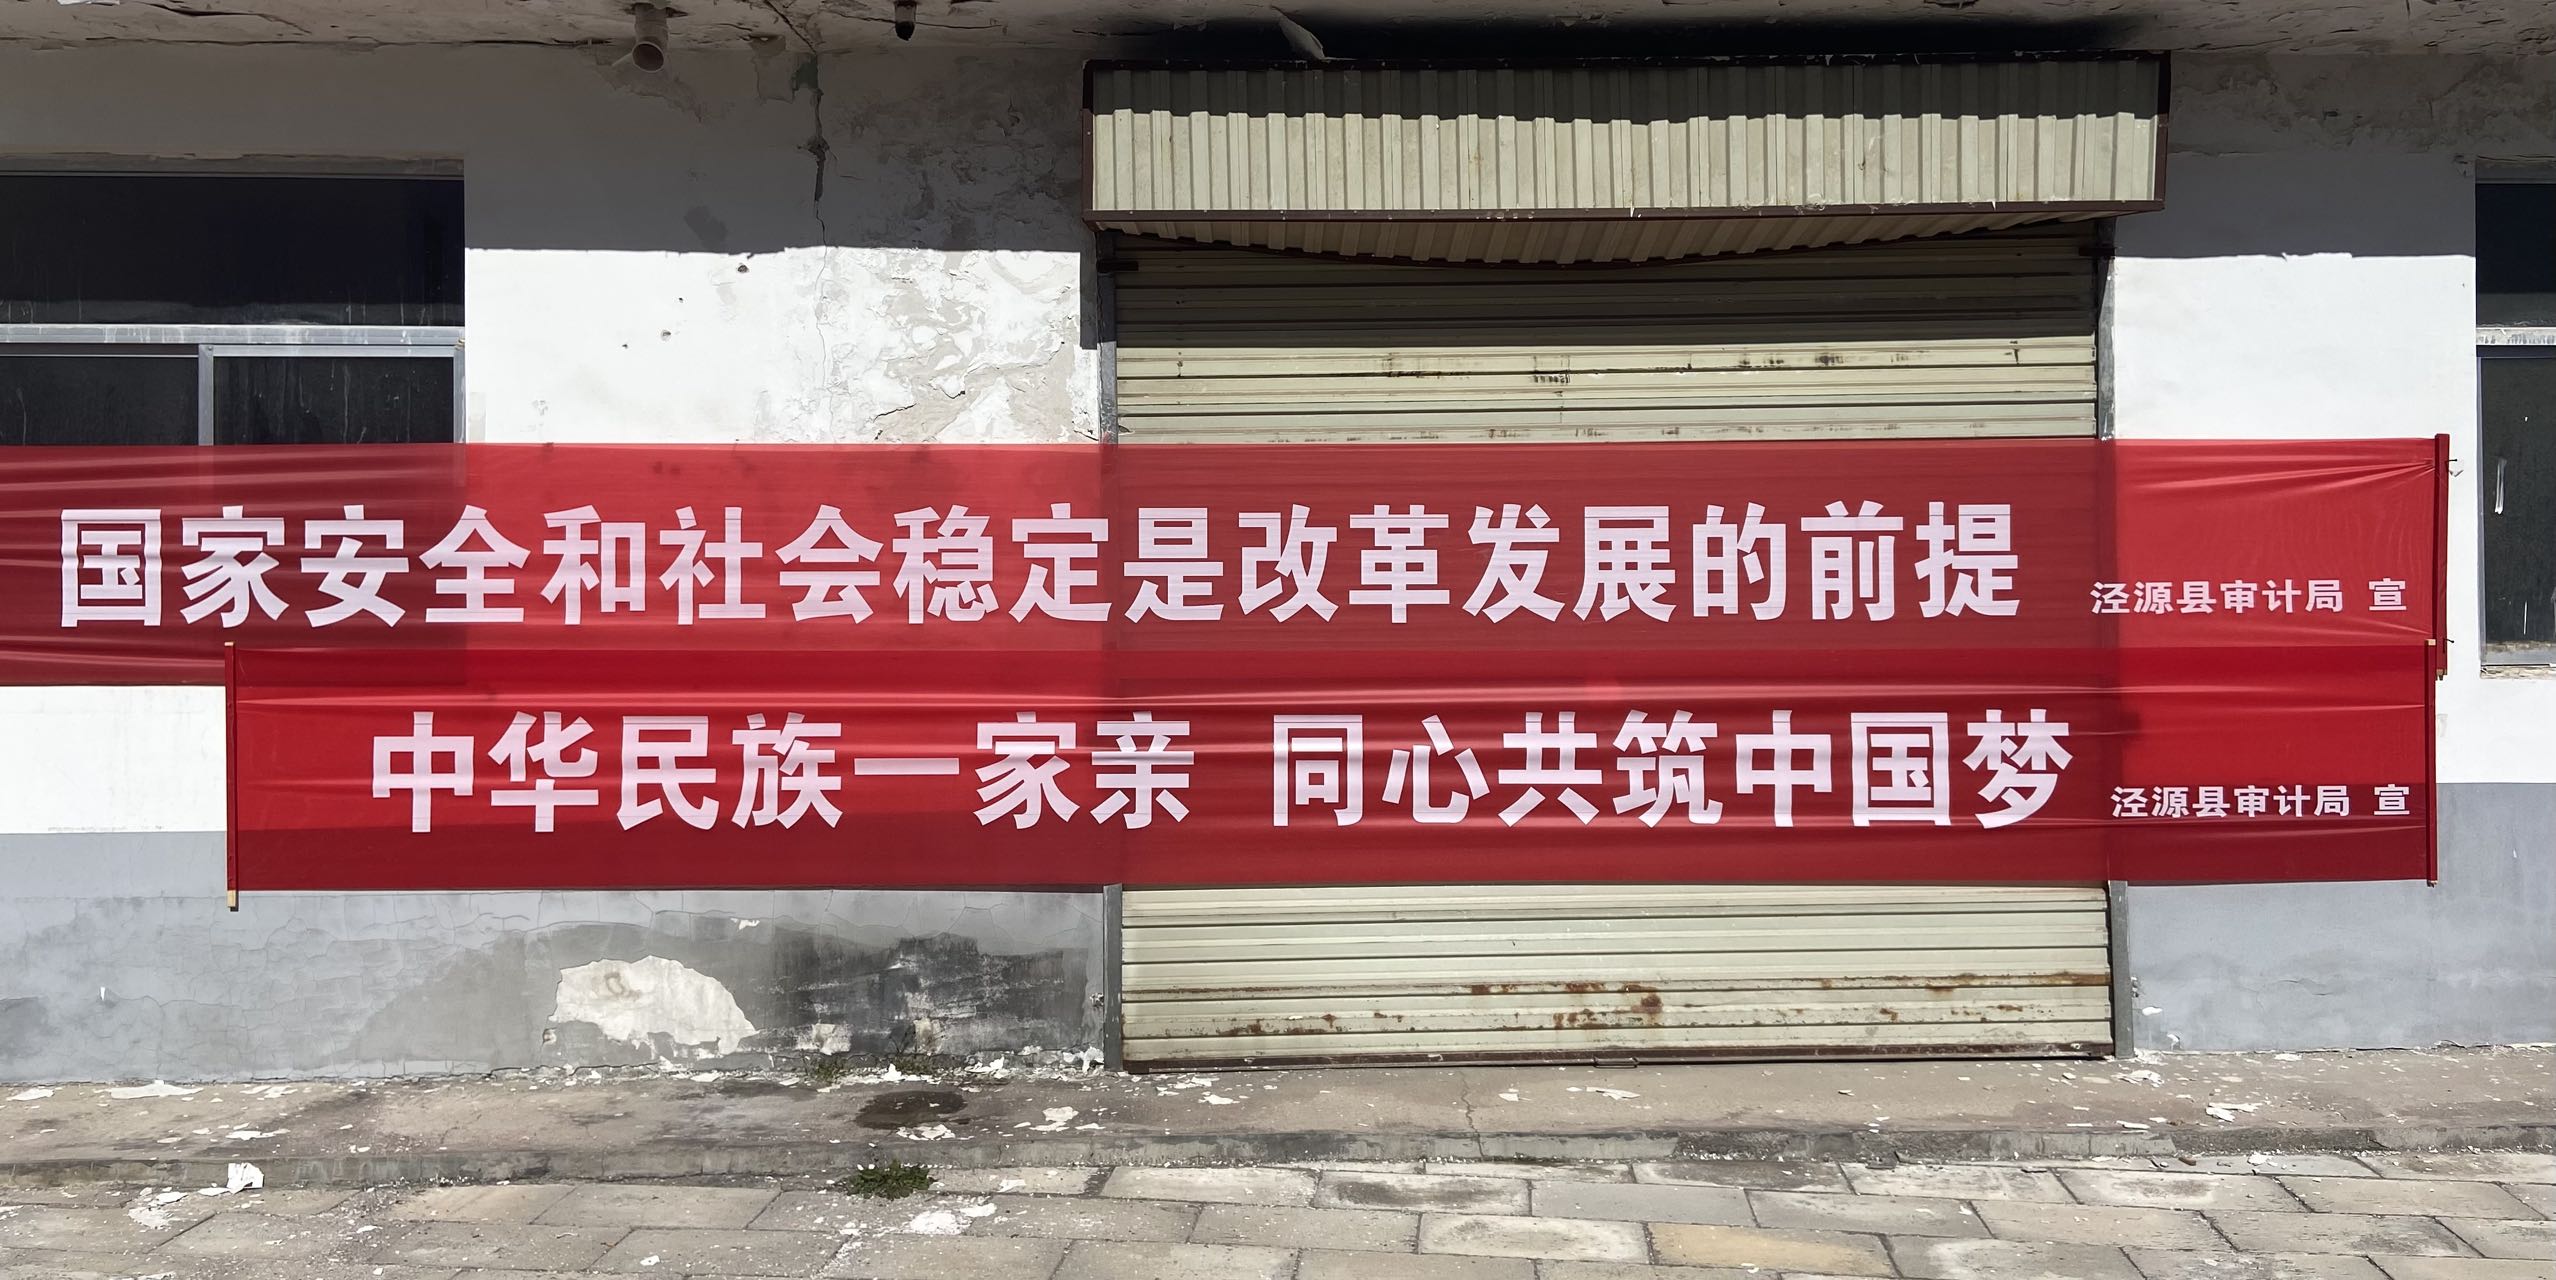 国家安全和社会稳定是改革发展的前提 泾源县审计局 宣
中华民族一家亲 同心共筑中国梦 泾源县审计局 宣